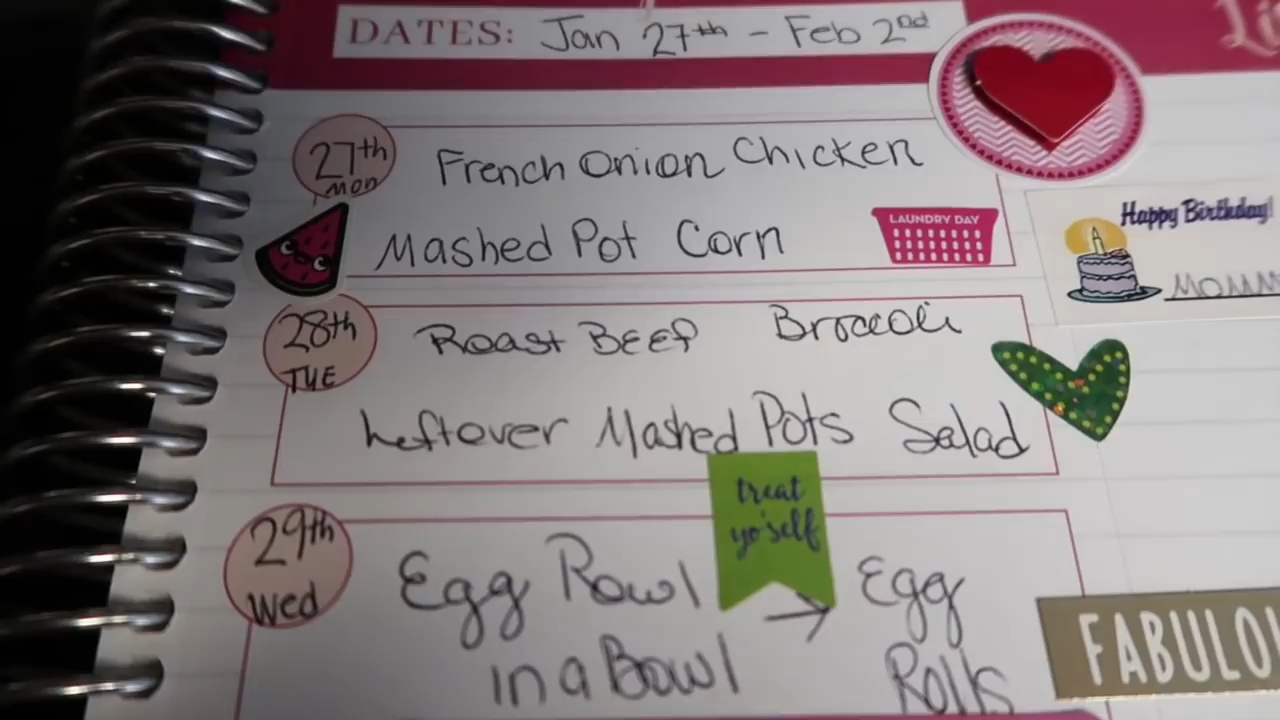 DATES: Jan 27th - Feb 2nd
27th
Mon
French Onion Chicken
Mashed Pot Corn
LAUNDRY DAY
Happy Birthday!
28th
TUE
Roast BEEF Broccoli
Leftover Mashed Pots Salad
treat
yo'self
29th
Wed
Egg Rowl → Egg
in a Bowl Rolls